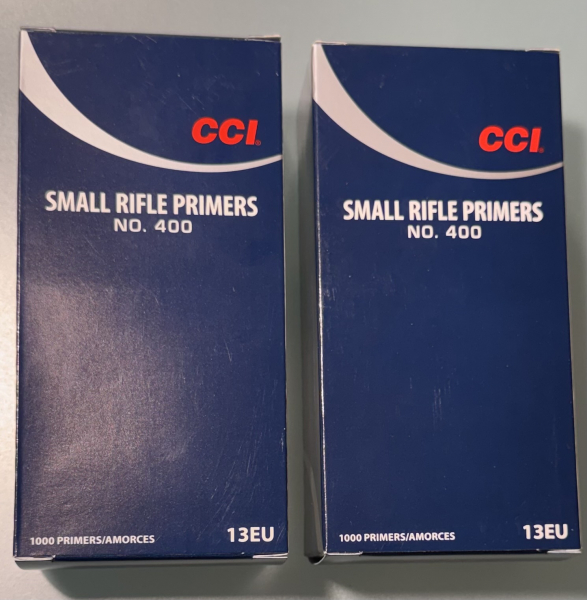 CCI
SMALL RIFLE PRIMERS
NO. 400
1000 PRIMERS/AMORCES
13EU
CCI
SMALL RIFLE PRIMERS
NO. 400
1000 PRIMERS/AMORCES
13EU